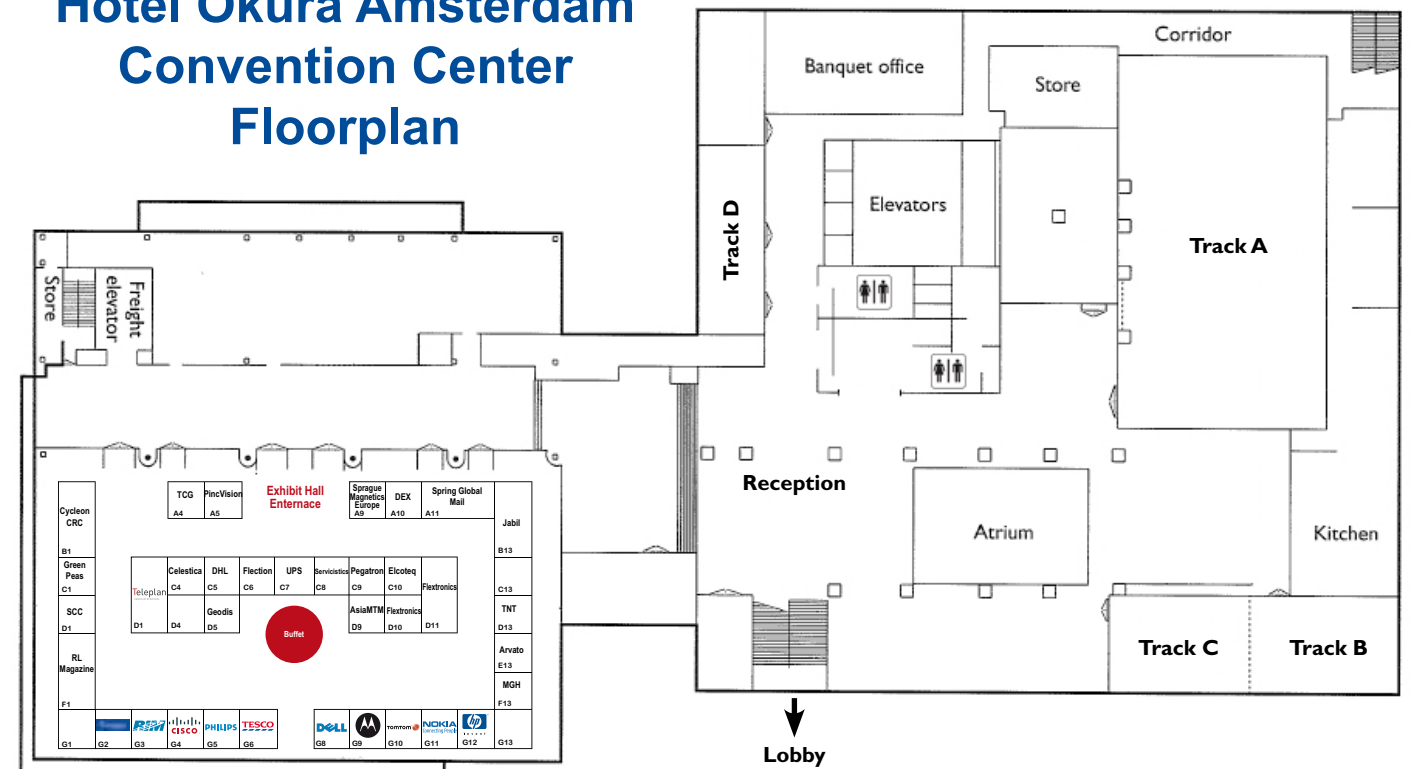 Hotel Okura Amsterdam
Convention Center
Floorplan
Corridor
Banquet office
Store
Elevators
Track D
Track A
Store
Freight
elevator
Reception
Atrium
Kitchen
Track C
Track B
Lobby
Exhibit Hall
Enternace
Cycleon
CRC
B1
TCG
A4
PincVision
A5
Sprague
Magnetics
Europe
A9
DEX
A10
Spring Global
Mail
A11
Jabil
B13
Green
Peas
C1
Teleplan
D1
Celestica
C4
DHL
C5
Flection
C6
UPS
C7
Servicistics
C8
Pegatron
C9
Elcoteq
C10
Flextronics
D11
C13
SCC
D1
D4
Geodis
D5
Buffet
AsiaMTM
D9
Flextronics
D10
TNT
D13
RL
Magazine
F1
Arvato
E13
MGH
F13
G1
G2
RIM
G3
CISCO
G4
PHILIPS
G5
TESCO
G6
DELL
G8
G9
TOMTOM
G10
NOKIA
Connecting People
G11
hp
invent
G12
G13